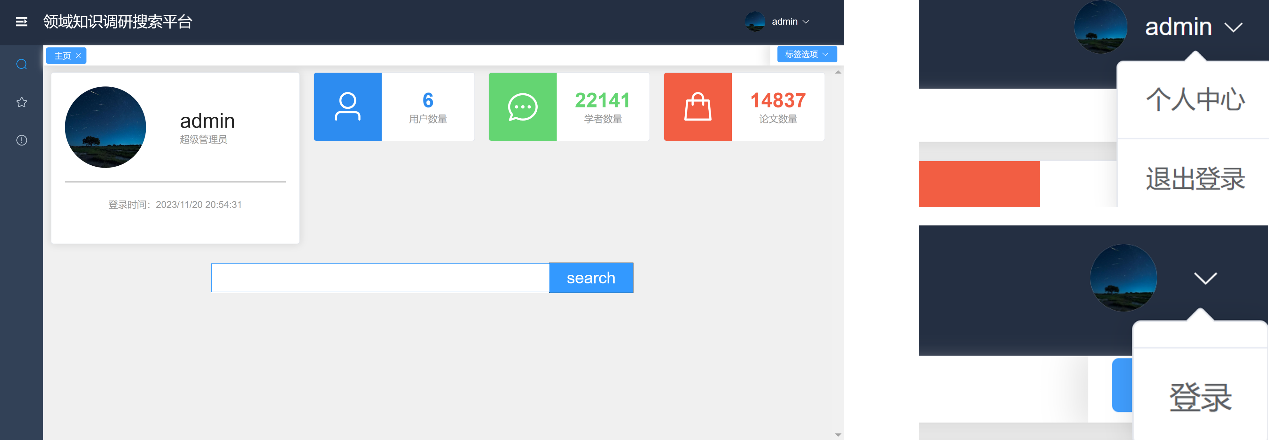 领域知识调研搜索平台
admin
主页
标签选项
admin
超级管理员
登录时间：2023/11/20 20:54:31
6
用户数量
22141
学者数量
14837
论文数量
search
admin
个人中心
退出登录
登录